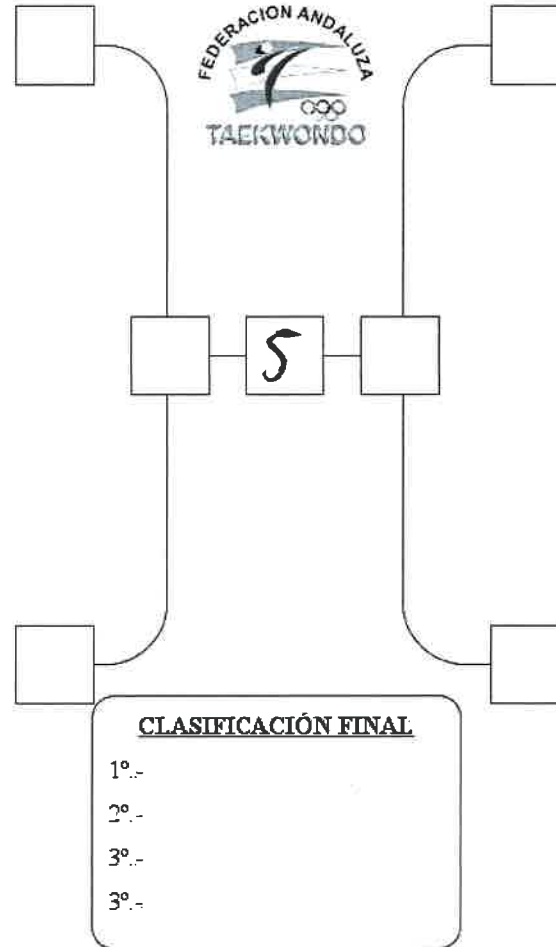 FEDERACION ANDALUZA
TAEKWONDO
5
CLASIFICACIÓN FINAL
1º.-
2º.-
3º.-
3º.-